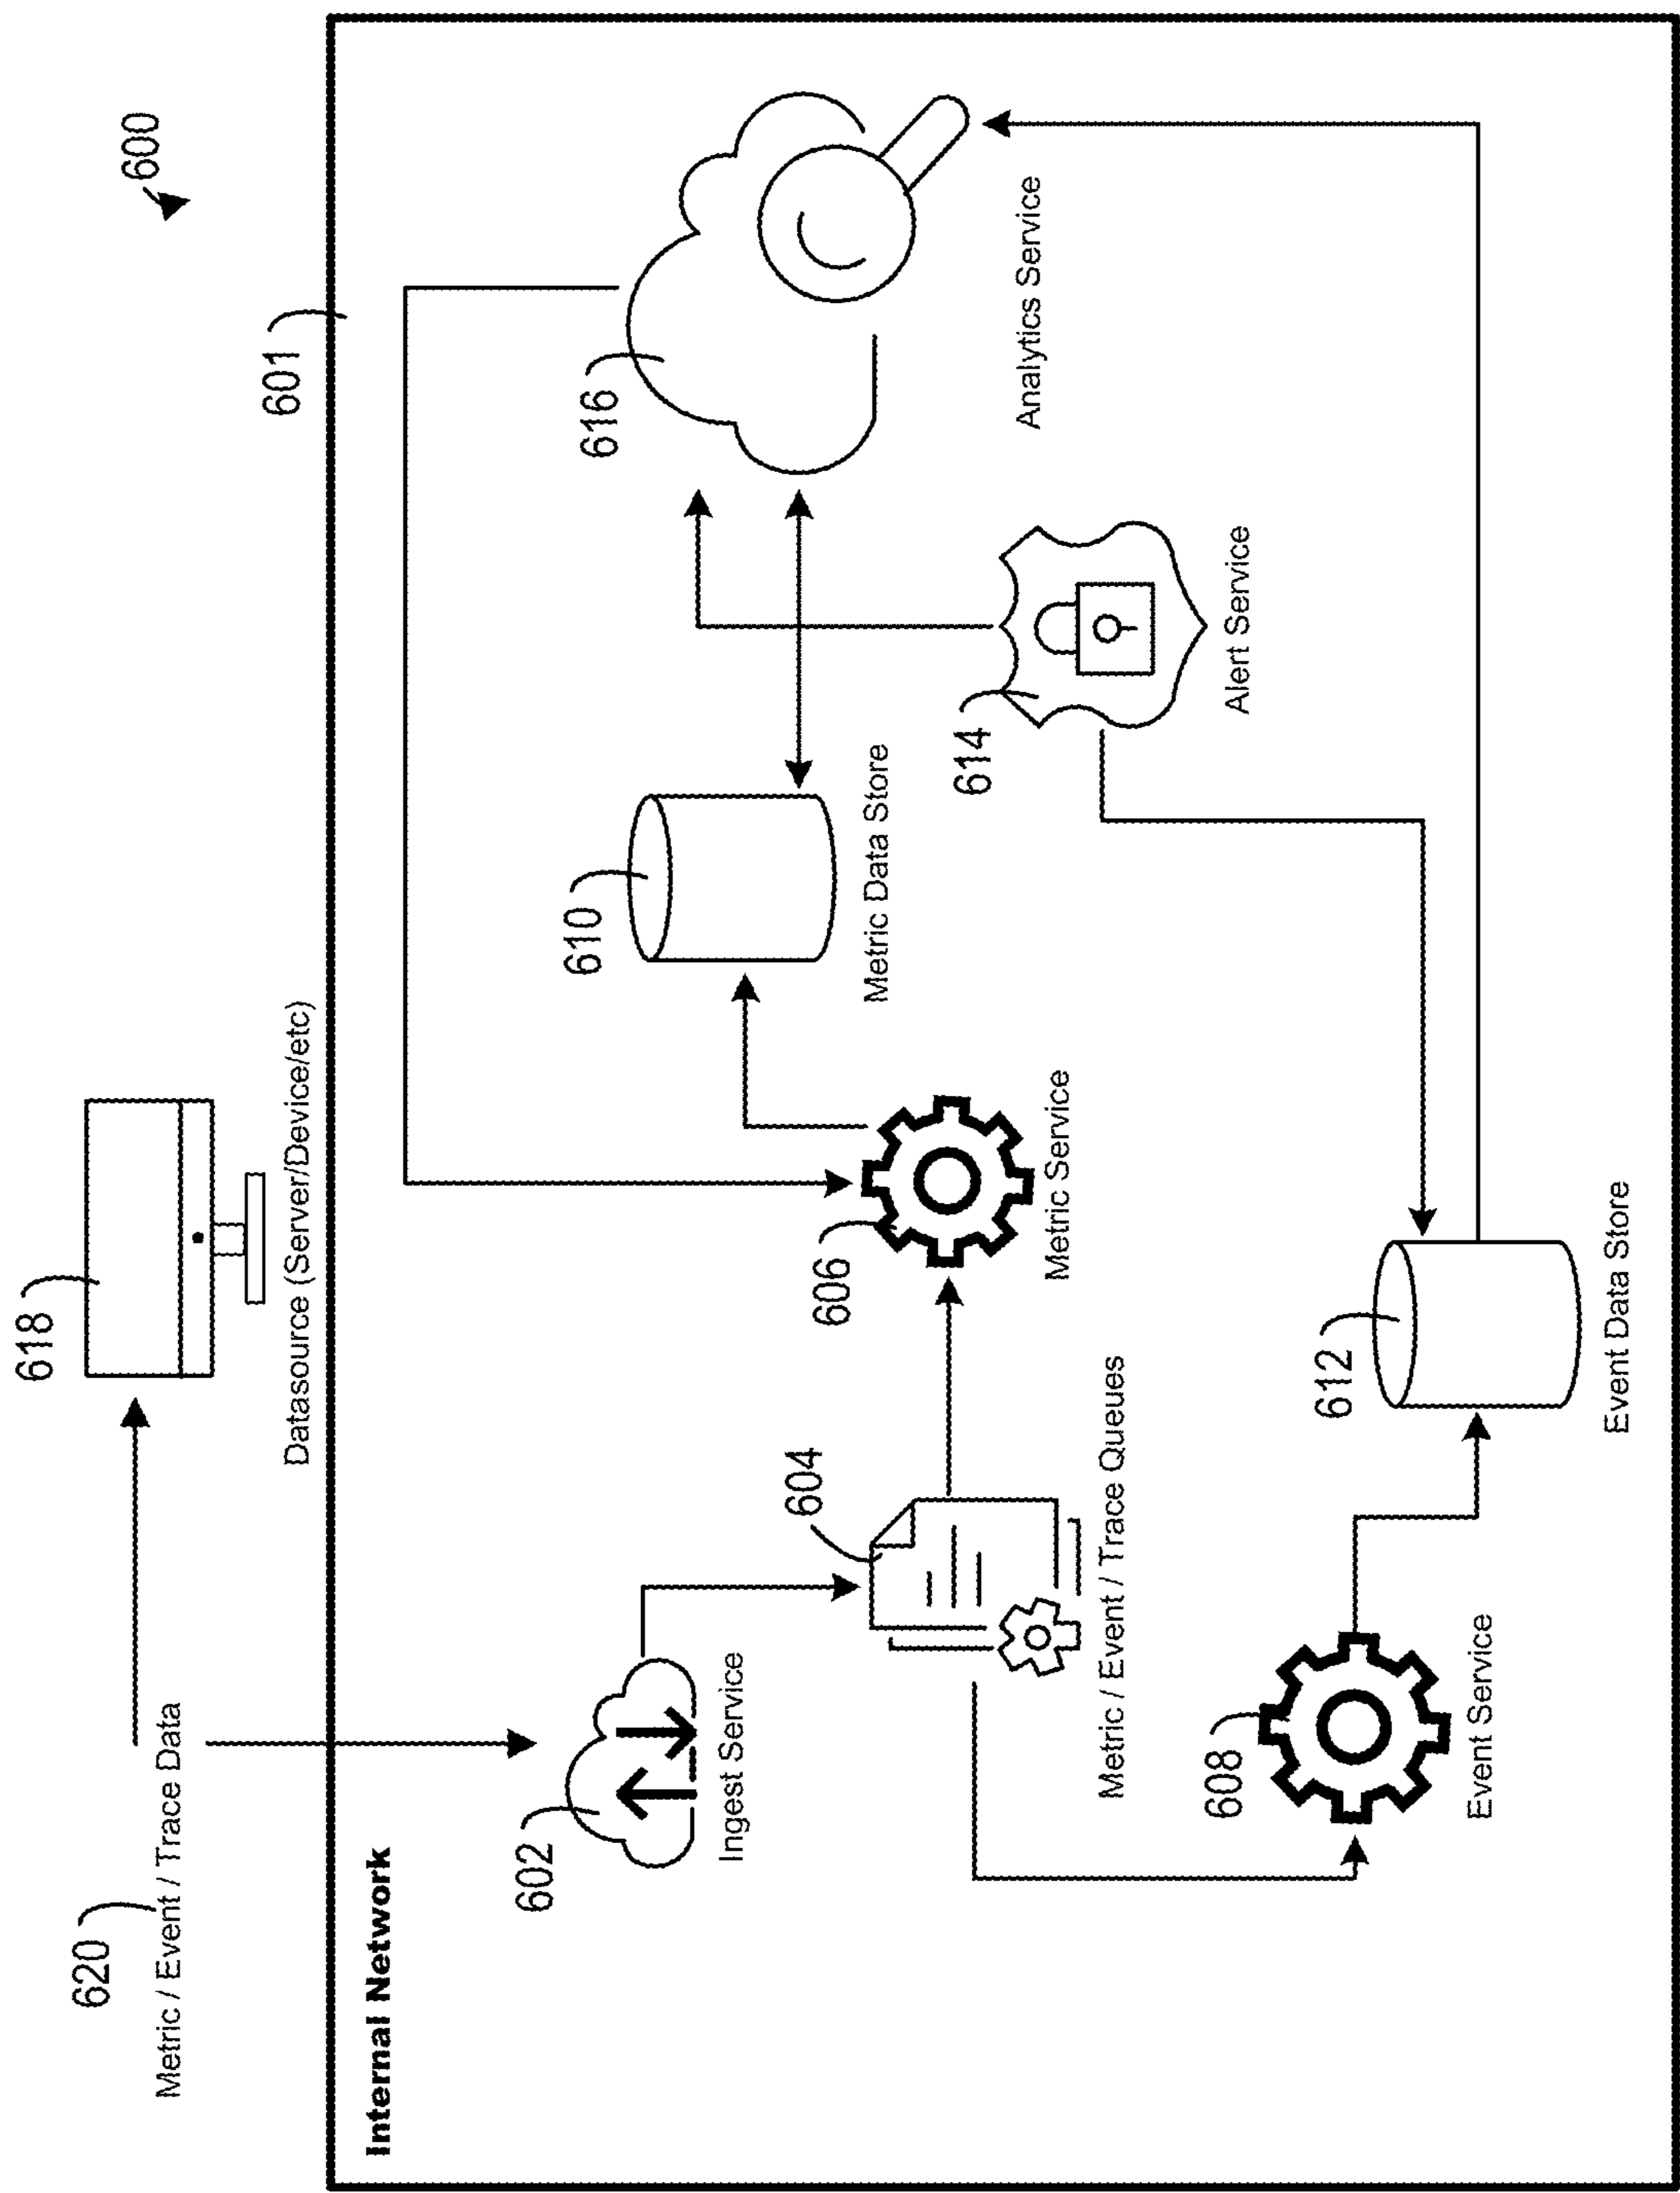 600
620
Metric / Event / Trace Data
618
Datasource (Server/Device/etc)
601
Internal Network
602
Ingest Service
604
Metric / Event / Trace Queues
606
Metric Service
610
Metric Data Store
616
Analytics Service
614
Alert Service
608
Event Service
612
Event Data Store